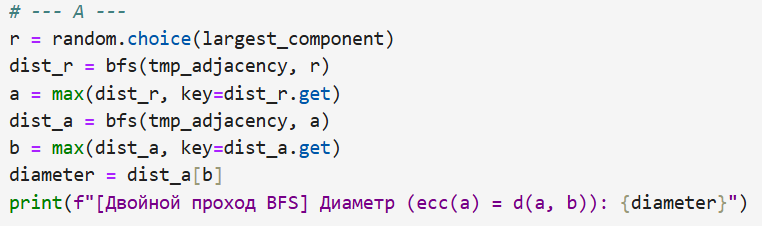 # --- A ---
r = random.choice(largest_component)
dist_r = bfs(tmp_adjacency, r)
a = max(dist_r, key=dist_r.get)
dist_a = bfs(tmp_adjacency, a)
b = max(dist_a, key=dist_a.get)
diameter = dist_a[b]
print(f"[Двойной проход BFS] Диаметр (ecc(a) = d(a, b)): {diameter}")